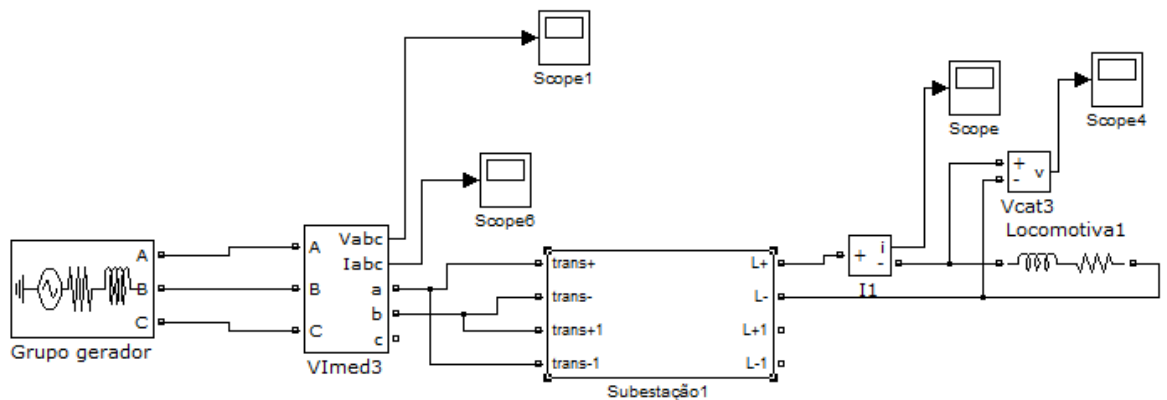 Scope1
Scope
Scope4
Scope6
+
-
v
Vcat3
Locomotiva1
A
B
C
Grupo gerador
A
B
C
Vabc
Iabc
a
b
c
VImed3
trans+
trans-
trans+1
trans-1
L+
L-
L+1
L-1
Subestação1
+
i
-
I1